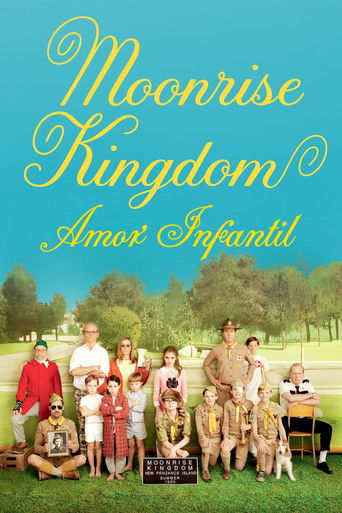 Moonrise
Kingdom
Amor Infantil
MOONRISE
KINGDOM
NEW PENZANCE ISLAND
SUMMER
1965